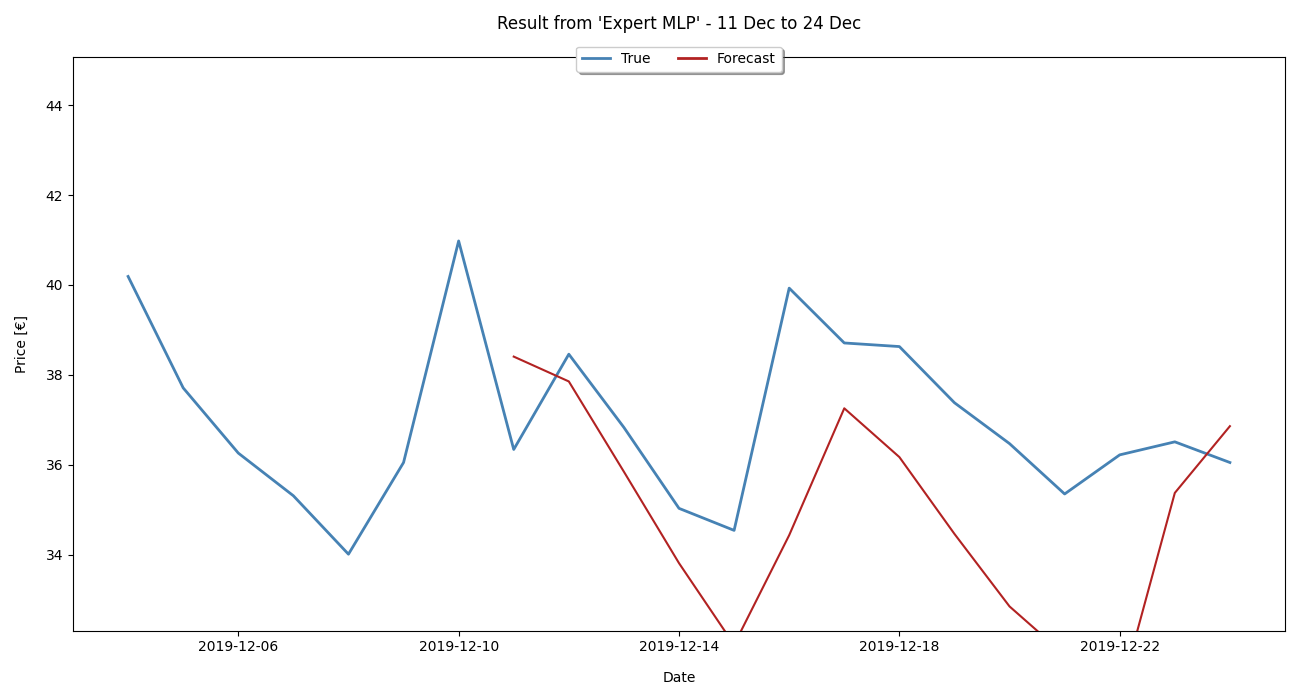 Result from 'Expert MLP' - 11 Dec to 24 Dec
True
Forecast
44
42
40
38
36
34
Price [€]
2019-12-06
2019-12-10
2019-12-14
2019-12-18
2019-12-22
Date